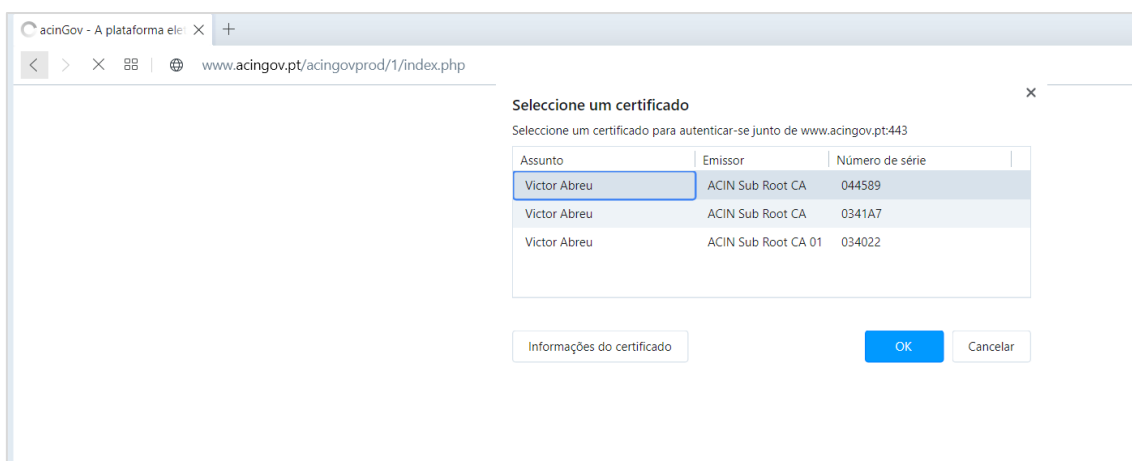 acinGov - A plataforma ele
www.acingov.pt/acingovprod/1/index.php
Seleccione um certificado
Seleccione um certificado para autenticar-se junto de www.acingov.pt:443
Assunto Emissor Número de série
Victor Abreu ACIN Sub Root CA 044589
Victor Abreu ACIN Sub Root CA 0341A7
Victor Abreu ACIN Sub Root CA 01 034022
Informações do certificado OK Cancelar